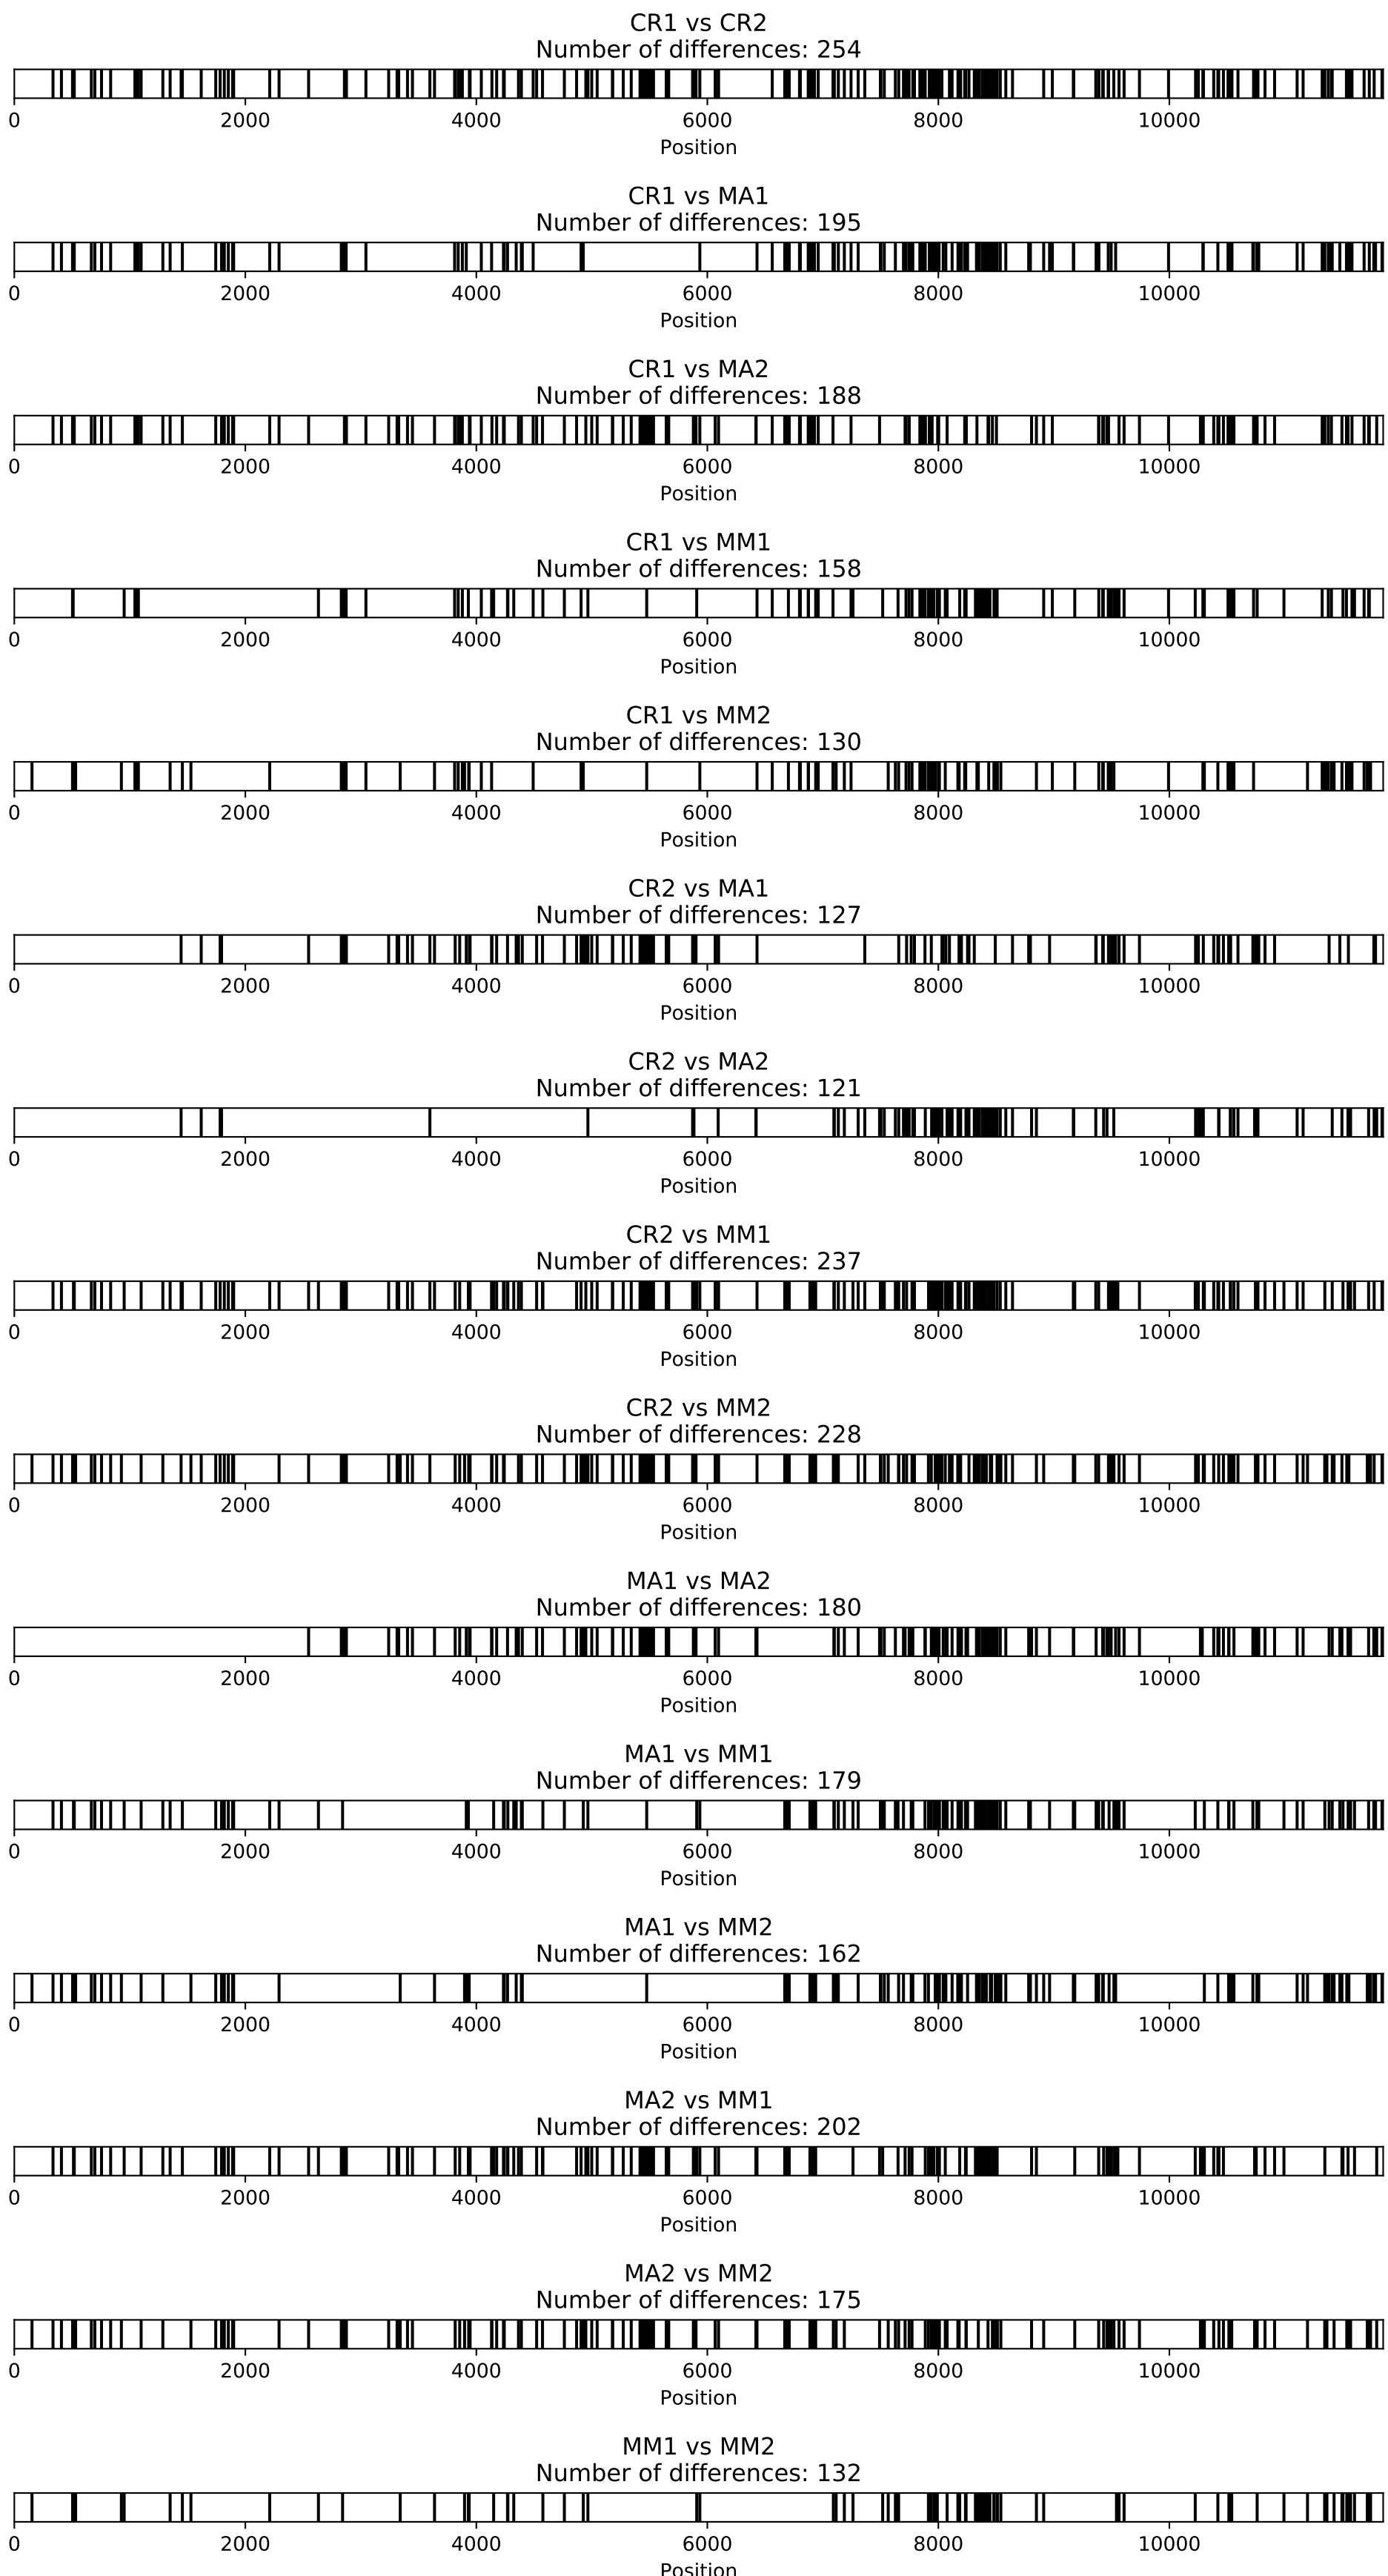 CR1 vs CR2
Number of differences: 254
0 2000 4000 6000 8000 10000
Position
CR1 vs MA1
Number of differences: 195
0 2000 4000 6000 8000 10000
Position
CR1 vs MA2
Number of differences: 188
0 2000 4000 6000 8000 10000
Position
CR1 vs MM1
Number of differences: 158
0 2000 4000 6000 8000 10000
Position
CR1 vs MM2
Number of differences: 130
0 2000 4000 6000 8000 10000
Position
CR2 vs MA1
Number of differences: 127
0 2000 4000 6000 8000 10000
Position
CR2 vs MA2
Number of differences: 121
0 2000 4000 6000 8000 10000
Position
CR2 vs MM1
Number of differences: 237
0 2000 4000 6000 8000 10000
Position
CR2 vs MM2
Number of differences: 228
0 2000 4000 6000 8000 10000
Position
MA1 vs MA2
Number of differences: 180
0 2000 4000 6000 8000 10000
Position
MA1 vs MM1
Number of differences: 179
0 2000 4000 6000 8000 10000
Position
MA1 vs MM2
Number of differences: 162
0 2000 4000 6000 8000 10000
Position
MA2 vs MM1
Number of differences: 202
0 2000 4000 6000 8000 10000
Position
MA2 vs MM2
Number of differences: 175
0 2000 4000 6000 8000 10000
Position
MM1 vs MM2
Number of differences: 132
0 2000 4000 6000 8000 10000
Position